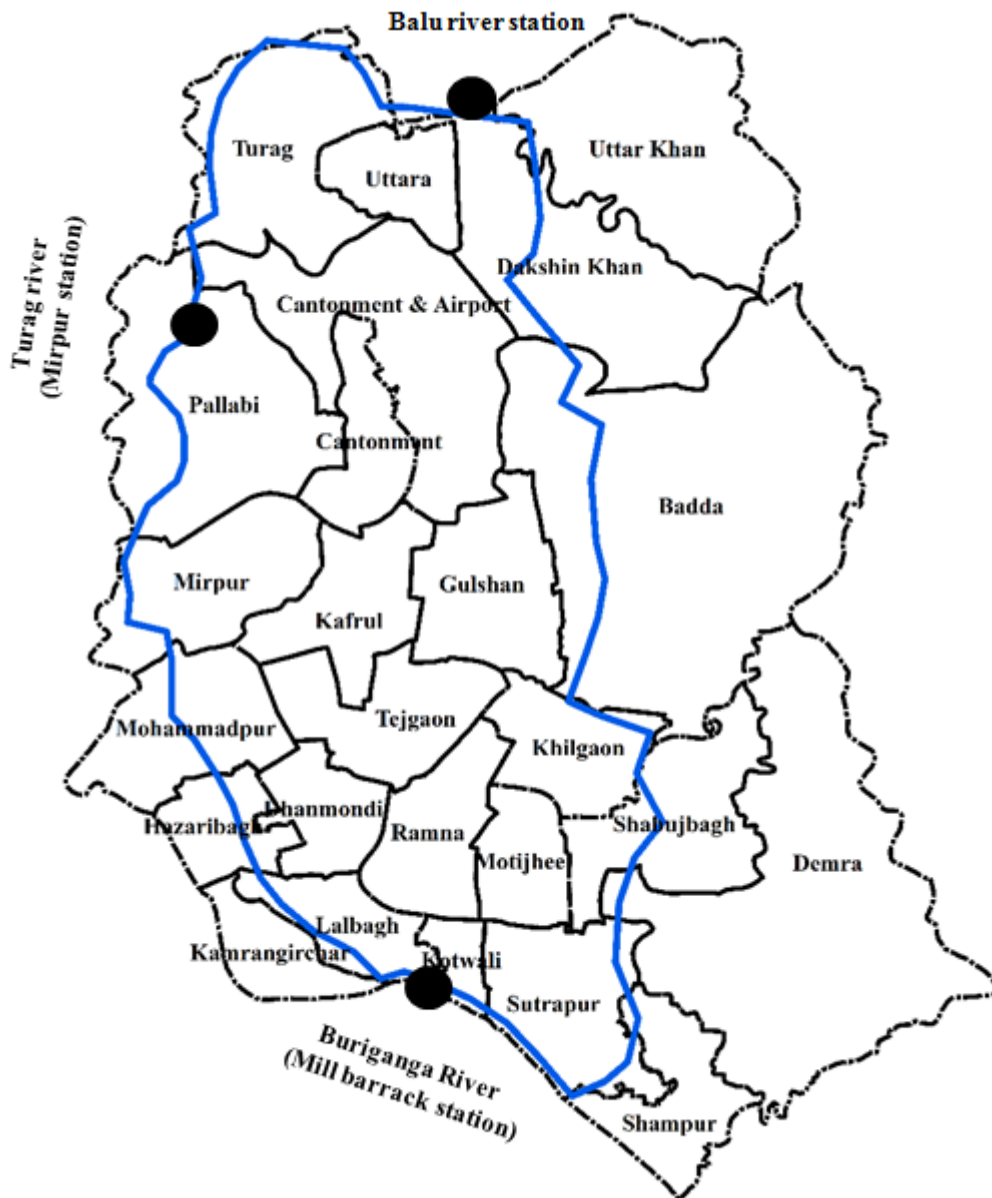 Balu river station
Turag
Uttara
Uttar Khan
Turag river
(Mirpur station)
Dakshin Khan
Cantonment & Airport
Pallabi
Cantonment
Badda
Mirpur
Gulshan
Kafrul
Mohammadpur
Tejgaon
Khilgaon
Hazaribagh
Dhanmondi
Ramna
Shabujbagh
Motijhee
Demra
Lalbagh
Kamrangirchar
Kotwali
Sutrapur
Buriganga River
(Mill barrack station)
Shampur